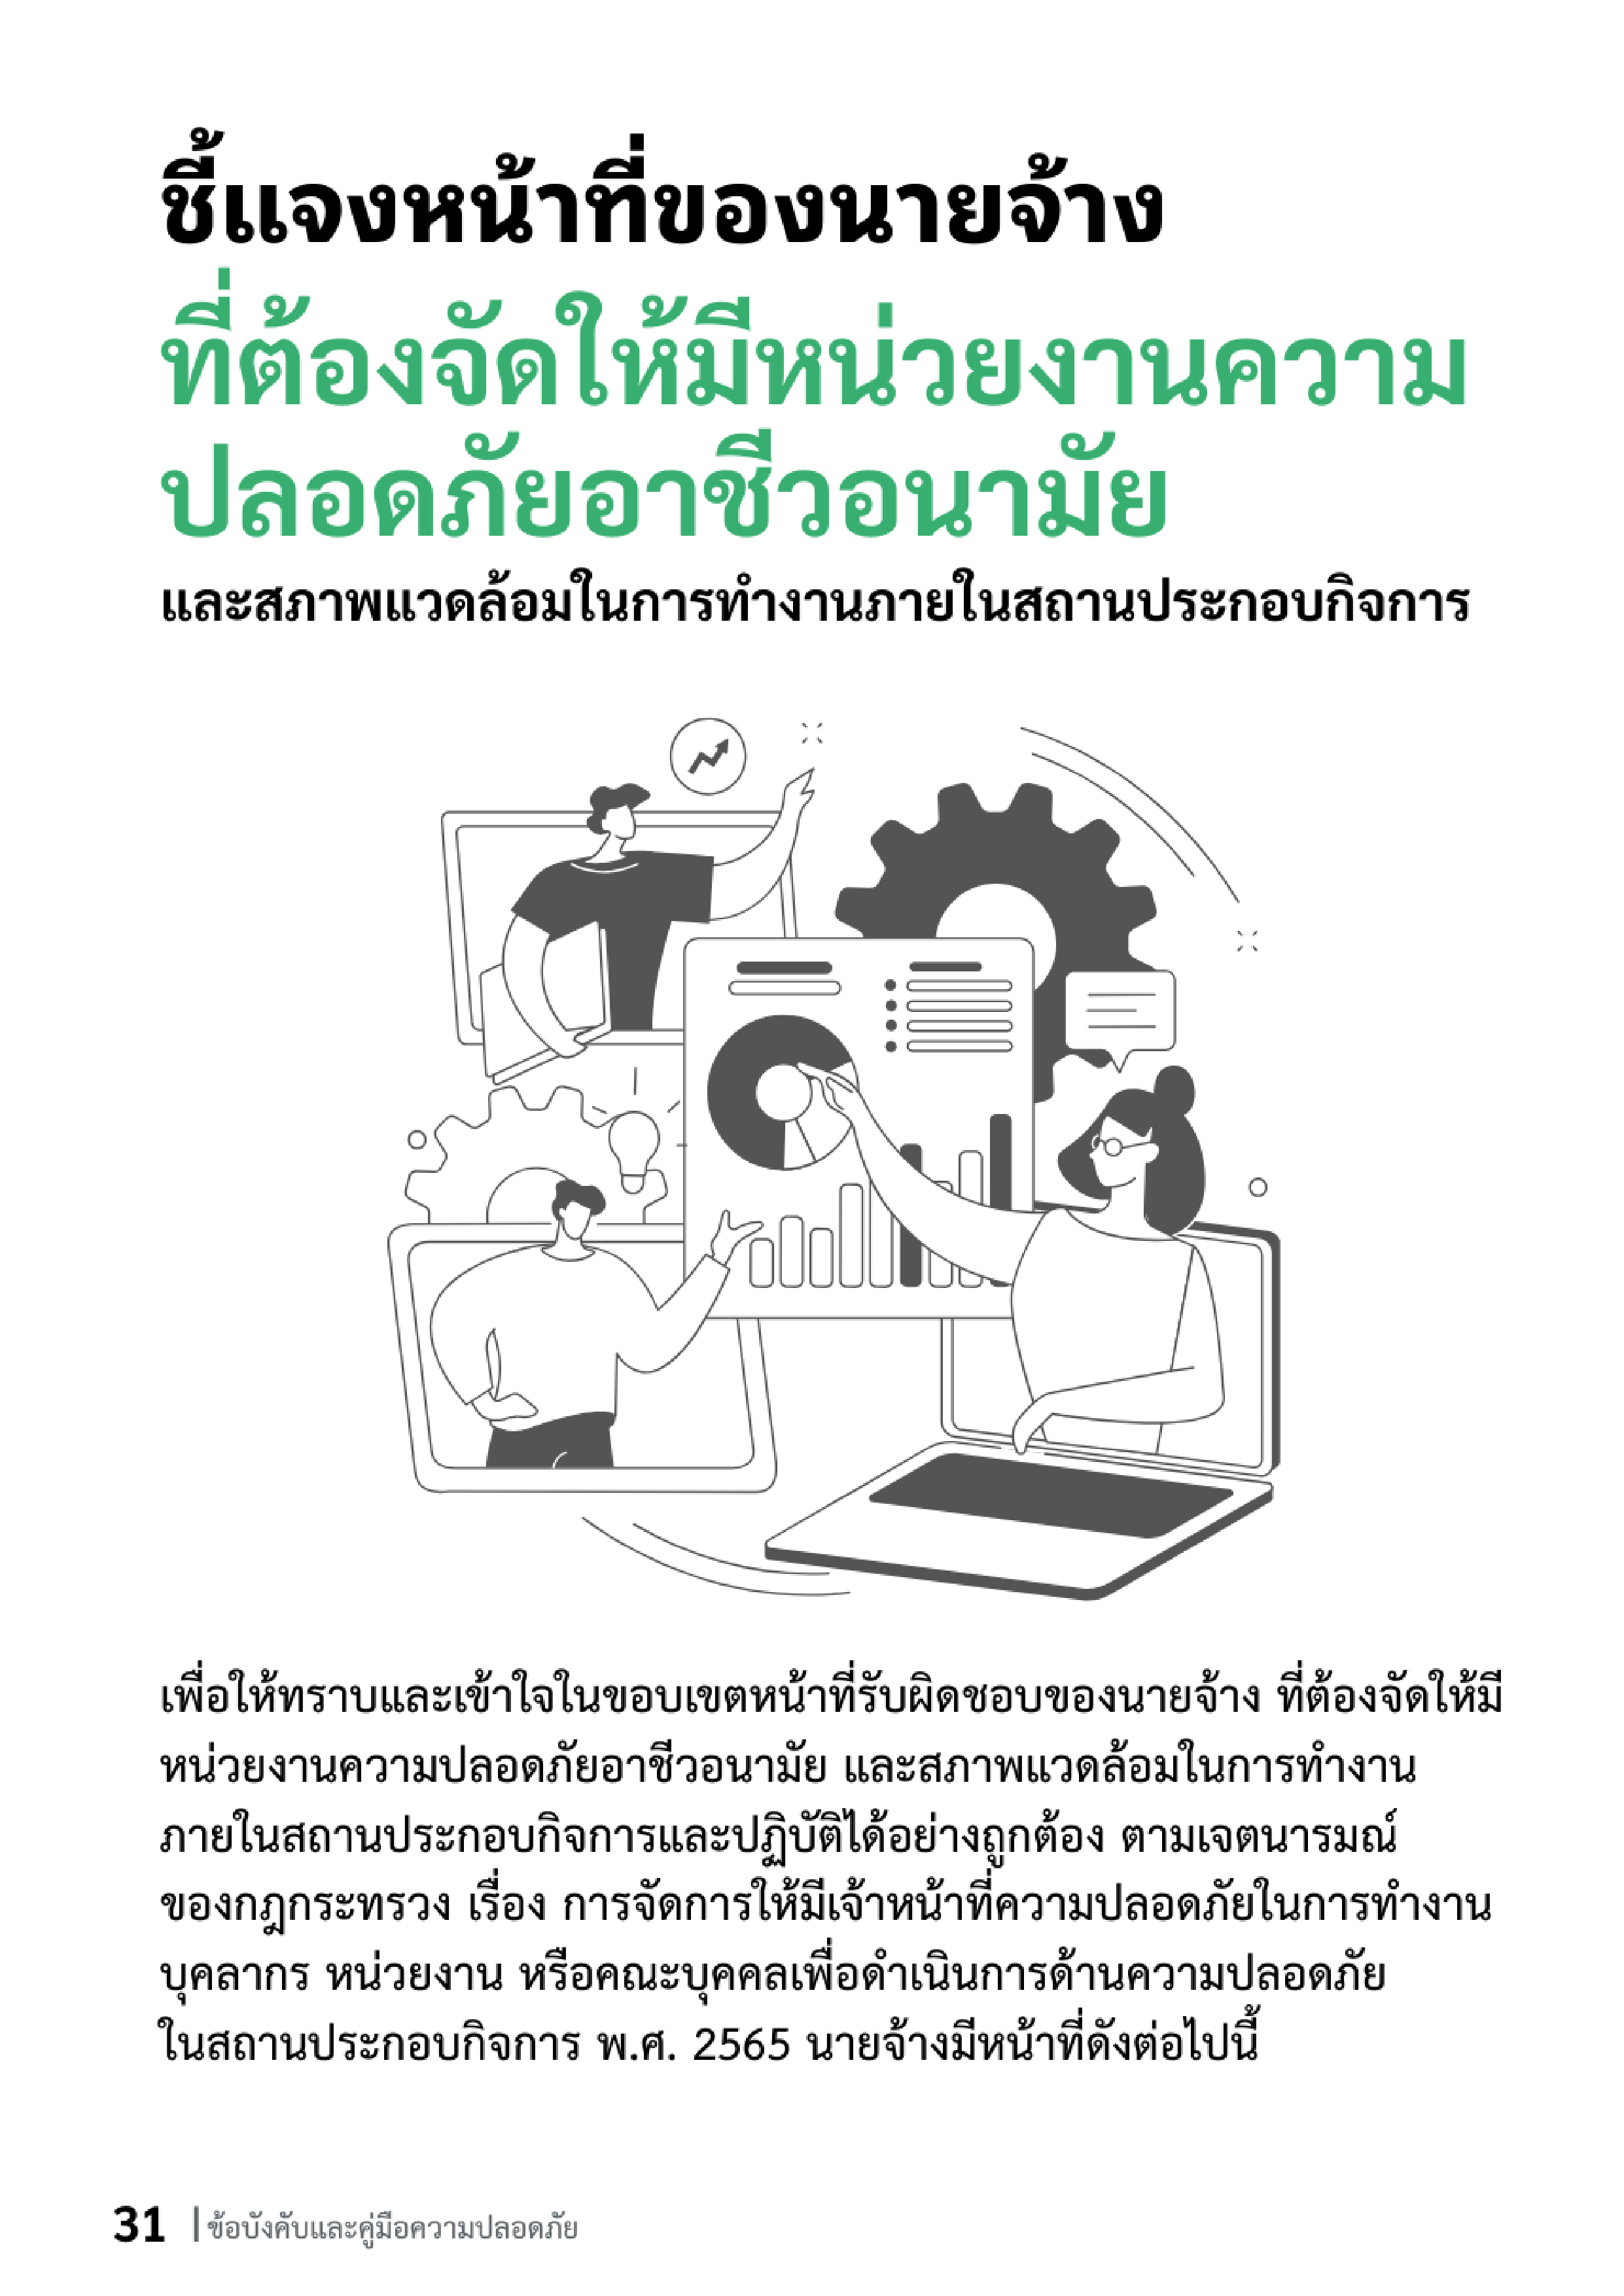 ชี้แจงหน้าที่ของนายจ้าง
ที่ต้องจัดให้มีหน่วยงานความ
ปลอดภัยอาชีวอนามัย
และสภาพแวดล้อมในการทำงานภายในสถานประกอบกิจการ
เพื่อให้ทราบและเข้าใจในขอบเขตหน้าที่รับผิดชอบของนายจ้าง ที่ต้องจัดให้มี
หน่วยงานความปลอดภัยอาชีวอนามัย และสภาพแวดล้อมในการทำงาน
ภายในสถานประกอบกิจการและปฏิบัติได้อย่างถูกต้อง ตามเจตนารมณ์
ของกฎกระทรวง เรื่อง การจัดการให้มีเจ้าหน้าที่ความปลอดภัยในการทำงาน
บุคลากร หน่วยงาน หรือคณะบุคคลเพื่อดำเนินการด้านความปลอดภัย
ในสถานประกอบกิจการ พ.ศ. 2565 นายจ้างมีหน้าที่ดังต่อไปนี้
31 | ข้อบังคับและคู่มือความปลอดภัย